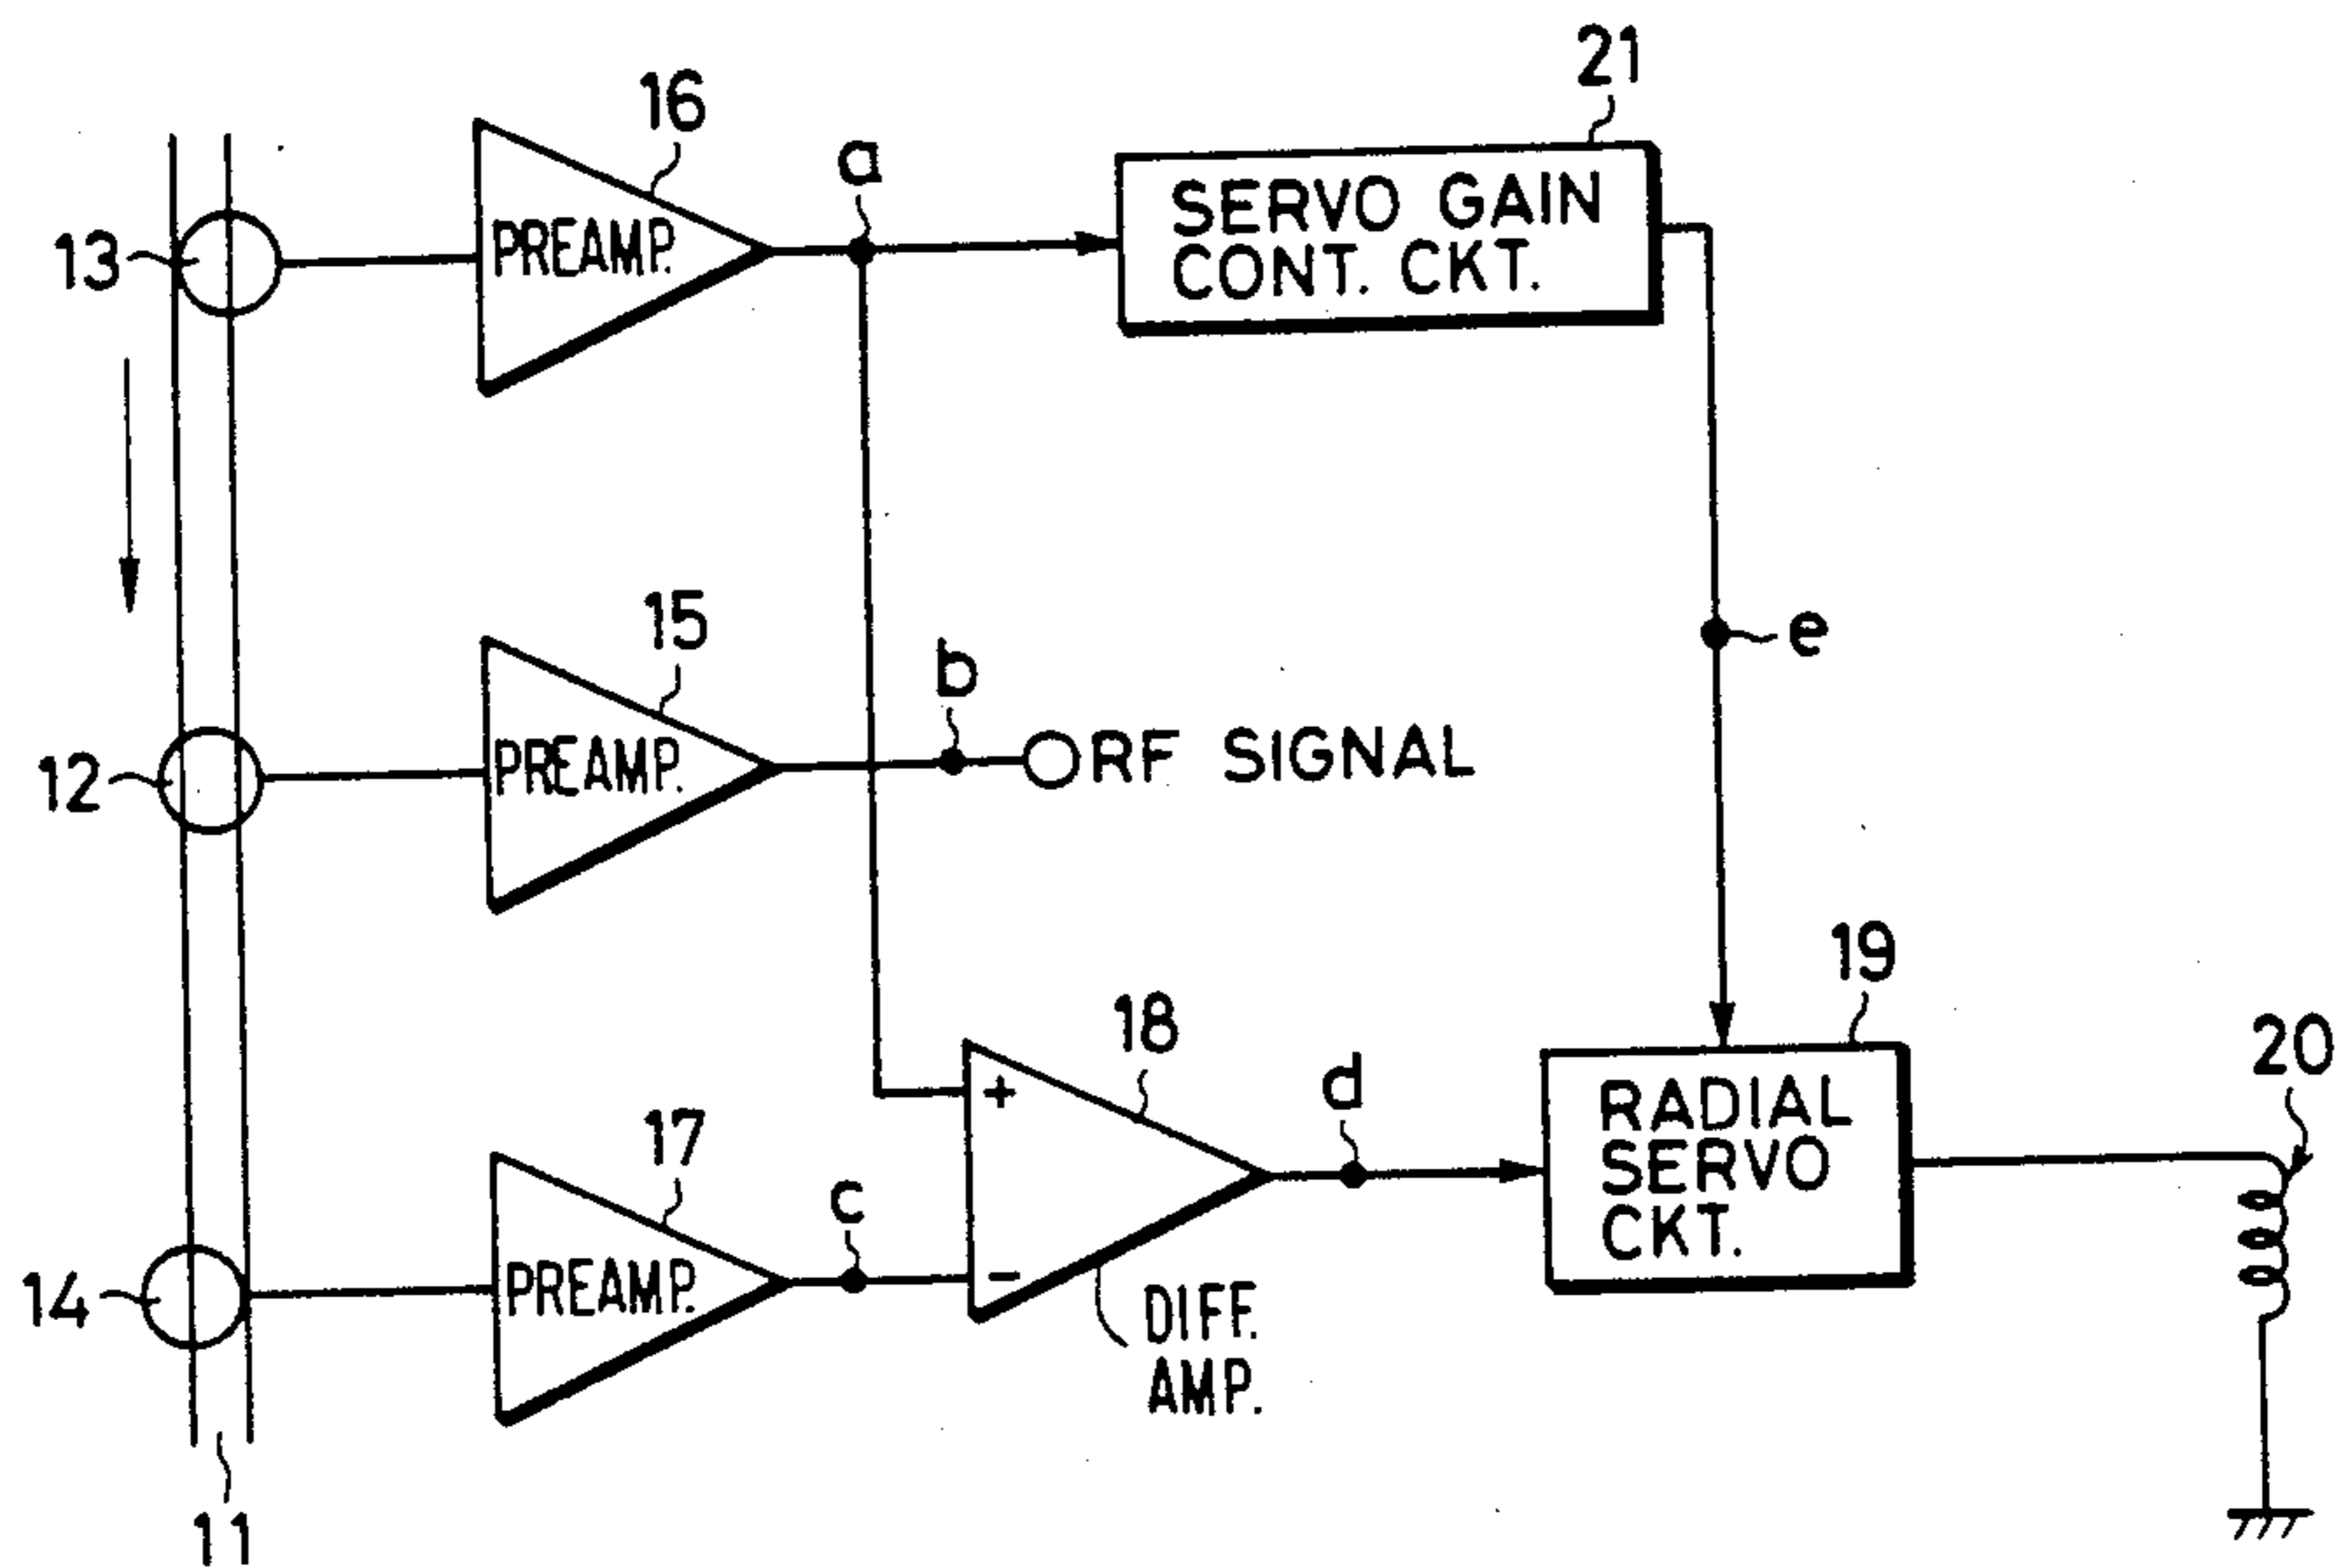 21
16
a
SERVO GAIN
CONT. CKT.
13
PREAMP.
15
b
e
12
PREAMP.
RF SIGNAL
19
18
20
d
+
RADIAL
SERVO
CKT.
17
c
14
PREAMP.
−
DIFF.
AMP.
11